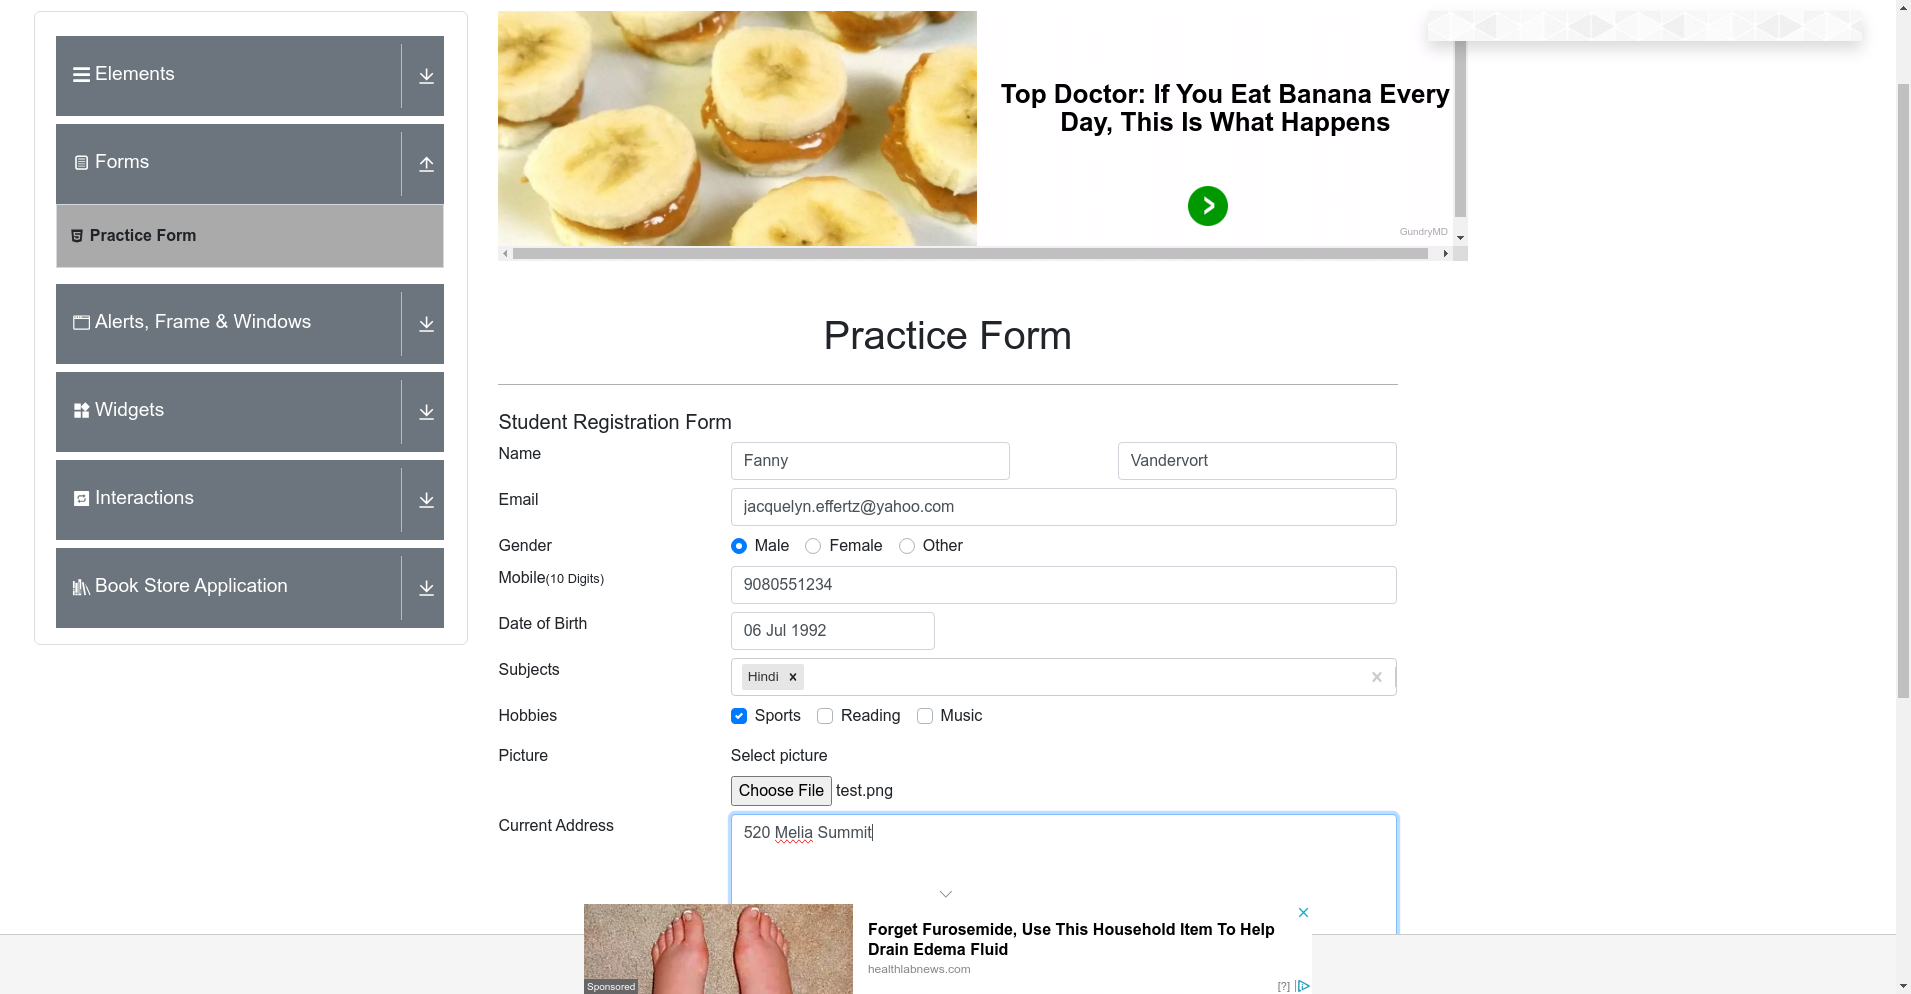 Elements
Forms
Practice Form
Alerts, Frame & Windows
Widgets
Interactions
Book Store Application
Top Doctor: If You Eat Banana Every
Day, This Is What Happens
GundryMD
Practice Form
Student Registration Form
Name
Fanny
Vandervort
Email
jacquelyn.effertz@yahoo.com
Gender
Male
Female
Other
Mobile(10 Digits)
9080551234
Date of Birth
06 Jul 1992
Subjects
Hindi
Hobbies
Sports
Reading
Music
Picture
Select picture
Choose File test.png
Current Address
520 Melia Summit
Forget Furosemide, Use This Household Item To Help
Drain Edema Fluid
healthlabnews.com
Sponsored
[?]